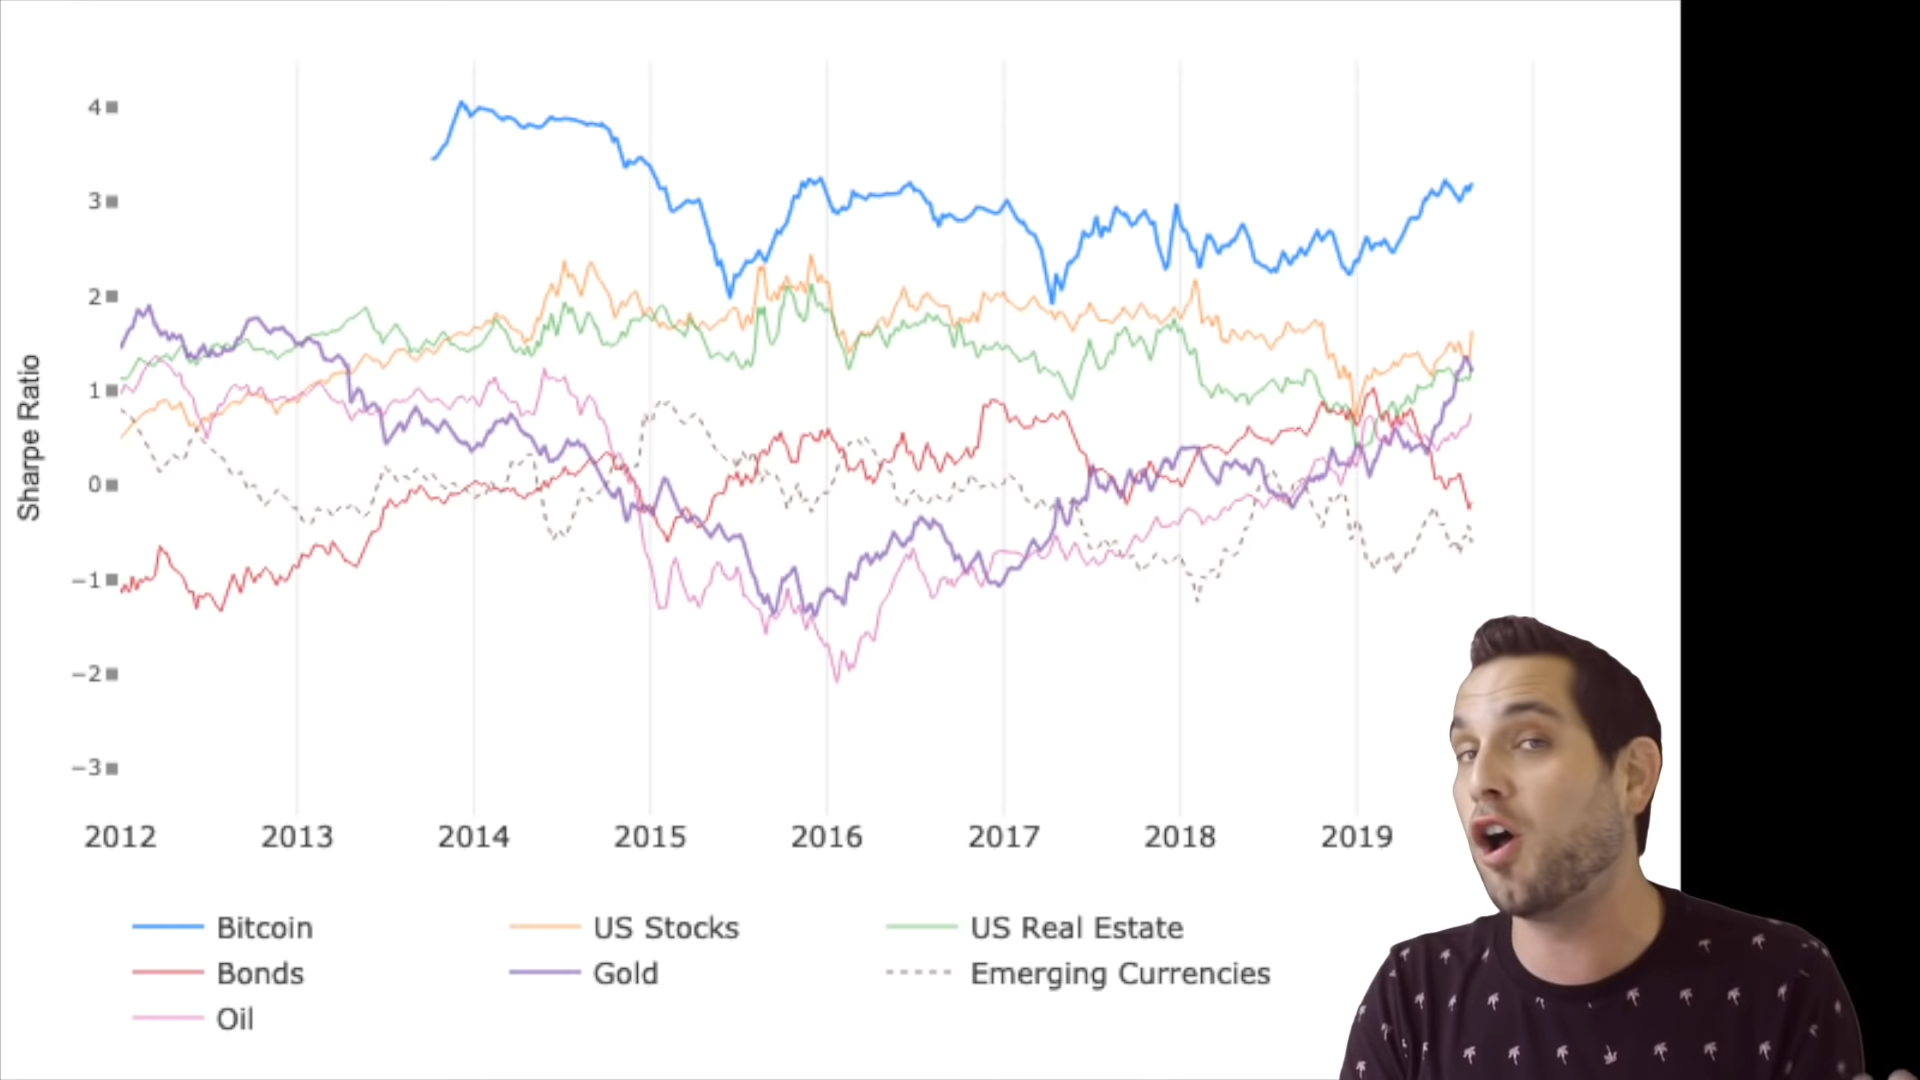 4
3
2
1
0
−1
−2
−3
Sharpe Ratio
2012 2013 2014 2015 2016 2017 2018 2019
Bitcoin US Stocks US Real Estate
Bonds Gold Emerging Currencies
Oil